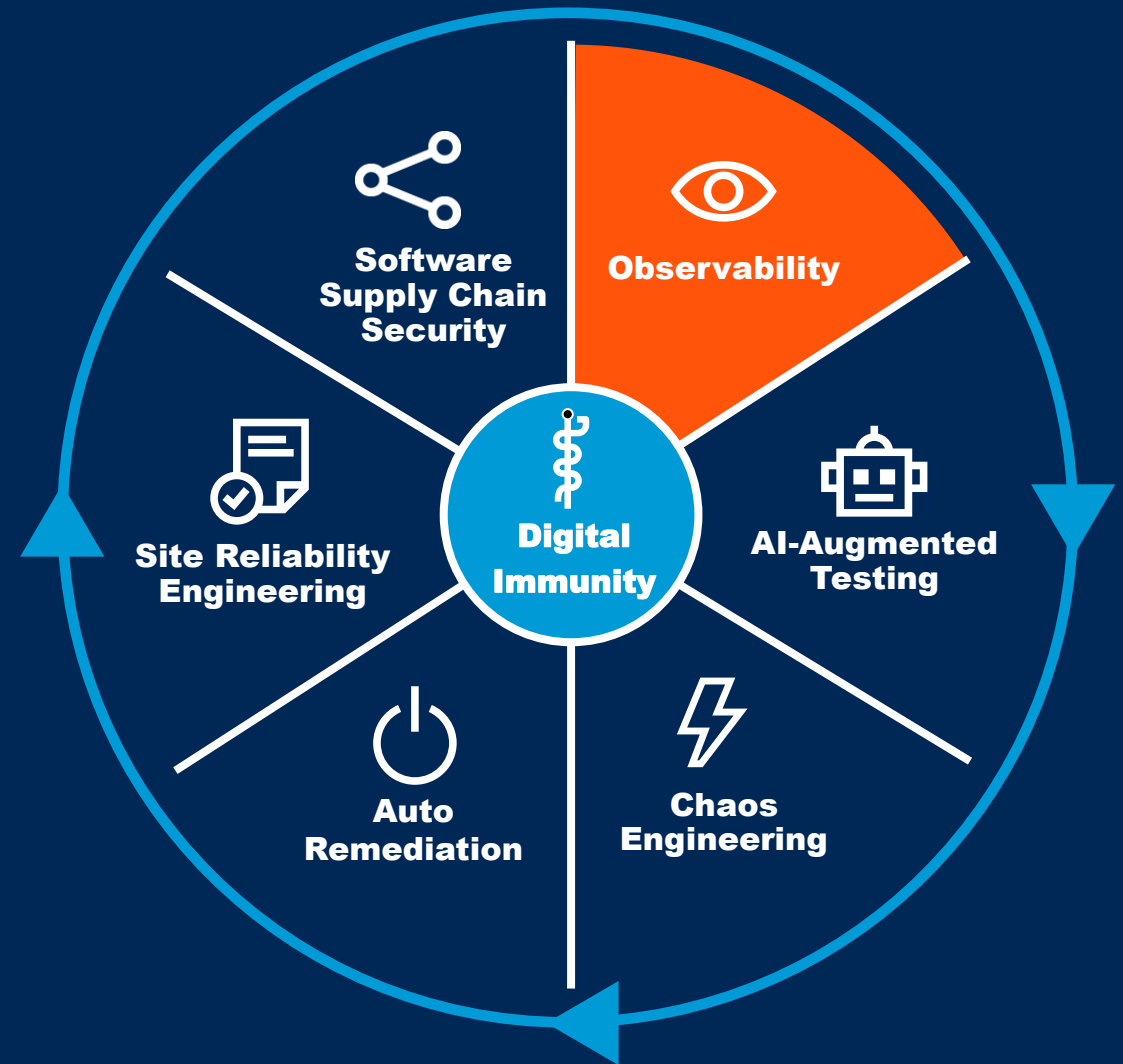 Observability
AI-Augmented
Testing
Chaos
Engineering
Auto
Remediation
Site Reliability
Engineering
Software
Supply Chain
Security
Digital
Immunity